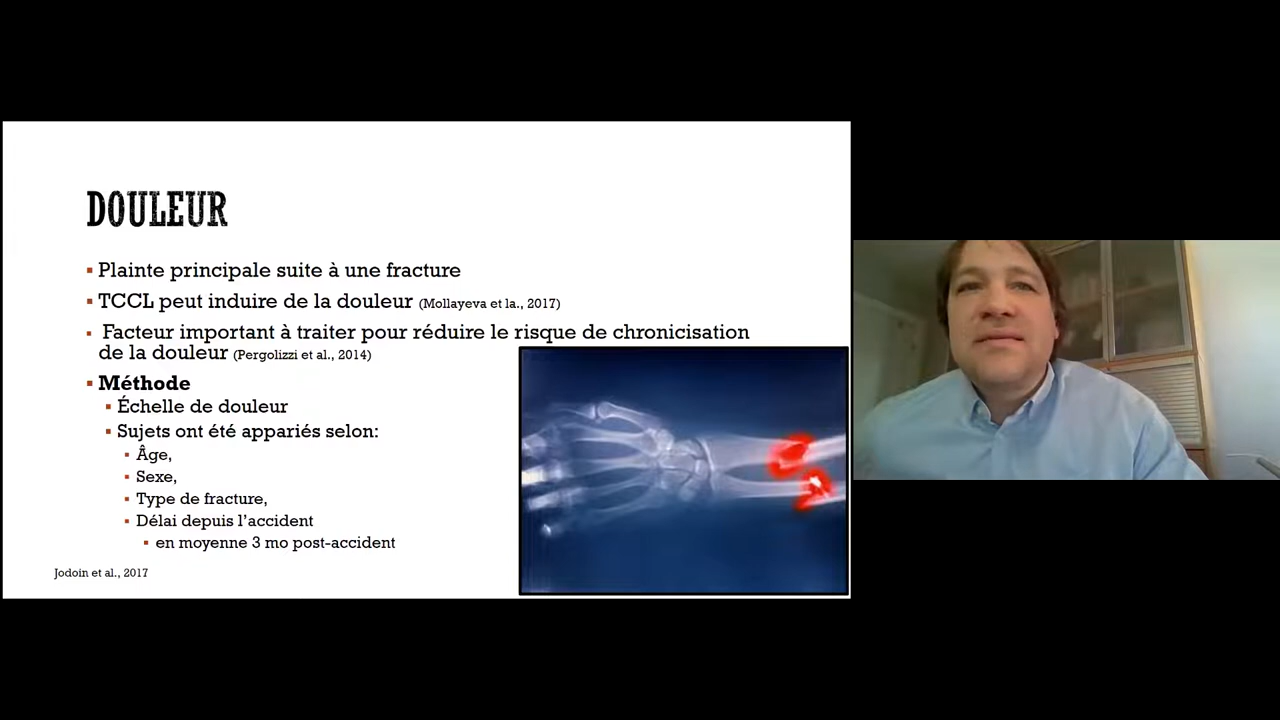 DOULEUR
Plainte principale suite à une fracture
TCCL peut induire de la douleur (Mollayeva et la., 2017)
Facteur important à traiter pour réduire le risque de chronicisation
de la douleur (Pergolizzi et al., 2014)
Méthode
Échelle de douleur
Sujets ont été appariés selon:
Âge,
Sexe,
Type de fracture,
Délai depuis l'accident
en moyenne 3 mo post-accident
Jodoin et al., 2017